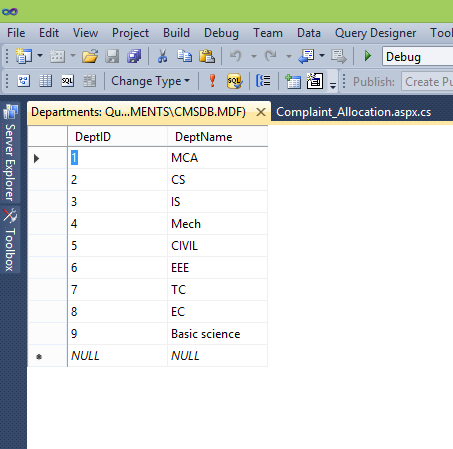 File Edit View Project Build Debug Team Data Query Designer
Debug
SQL Change Type Publish: Create Pu
Departments: Qu...MENTS\CMSDB.MDF) Complaint_Allocation.aspx.cs
Server Explorer
Toolbox
DeptID DeptName
1 MCA
2 CS
3 IS
4 Mech
5 CIVIL
6 EEE
7 TC
8 EC
9 Basic science
NULL NULL